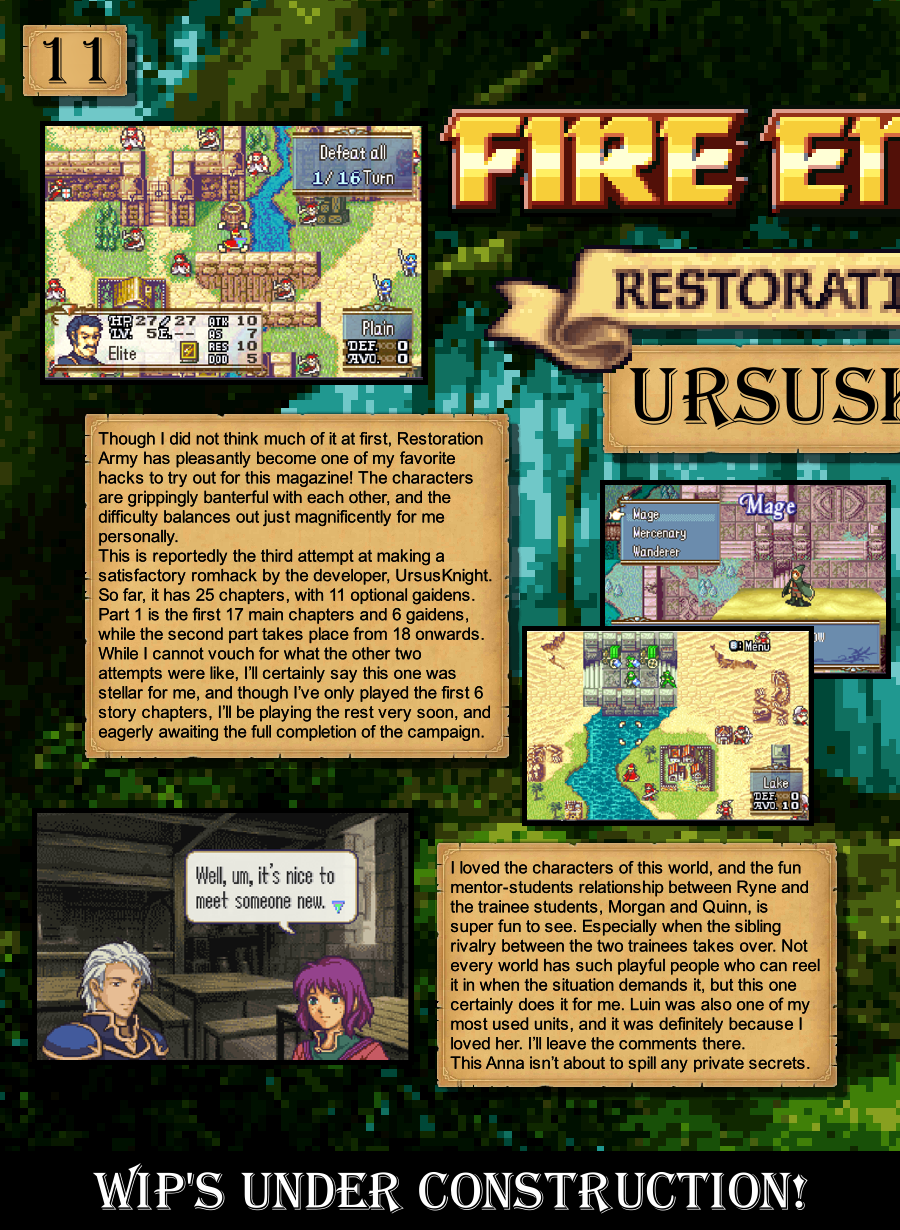 11
FIRE EM
RESTORATI
URSUSK
Defeat all
1/16 Turn
HP 27/27 ATK 10
LV. 5 E. -- AS 7
Elite RES 10
DOD 5
Plain
DEF. 0
AVO. 0
Though I did not think much of it at first, Restoration
Army has pleasantly become one of my favorite
hacks to try out for this magazine! The characters
are grippingly banterful with each other, and the
difficulty balances out just magnificently for me
personally.
This is reportedly the third attempt at making a
satisfactory romhack by the developer, UrsusKnight.
So far, it has 25 chapters, with 11 optional gaidens.
Part 1 is the first 17 main chapters and 6 gaidens,
while the second part takes place from 18 onwards.
While I cannot vouch for what the other two
attempts were like, I'll certainly say this one was
stellar for me, and though I've only played the first 6
story chapters, I'll be playing the rest very soon, and
eagerly awaiting the full completion of the campaign.
Mage
Mage
Mercenary
Wanderer
ow
:Menu
Lake
DEF. 0
AVO. 10
Well, um, it's nice to
meet someone new.
I loved the characters of this world, and the fun
mentor-students relationship between Ryne and
the trainee students, Morgan and Quinn, is
super fun to see. Especially when the sibling
rivalry between the two trainees takes over. Not
every world has such playful people who can reel
it in when the situation demands it, but this one
certainly does it for me. Luin was also one of my
most used units, and it was definitely because I
loved her. I'll leave the comments there.
This Anna isn't about to spill any private secrets.
WIP'S UNDER CONSTRUCTION!